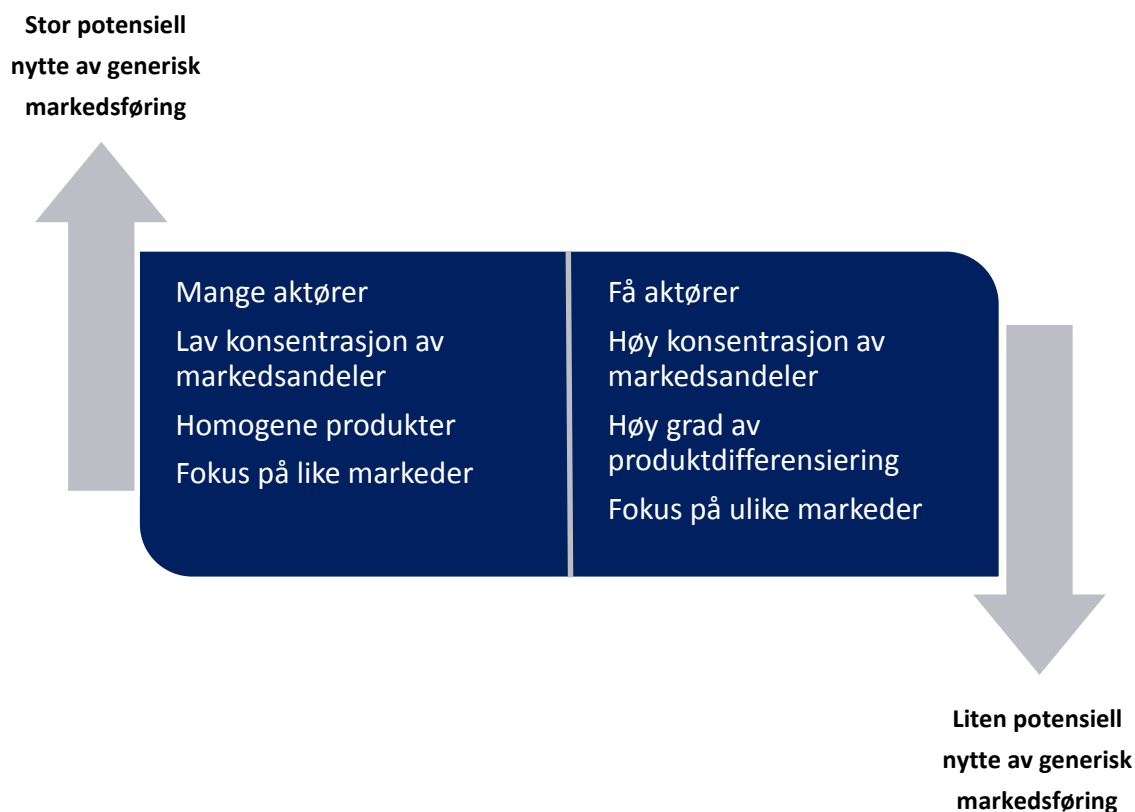 Stor potensiell
nytte av generisk
markedsføring
Mange aktører
Lav konsentrasjon av
markedsandeler
Homogene produkter
Fokus på like markeder
Få aktører
Høy konsentrasjon av
markedsandeler
Høy grad av
produktdifferensiering
Fokus på ulike markeder
Liten potensiell
nytte av generisk
markedsføring